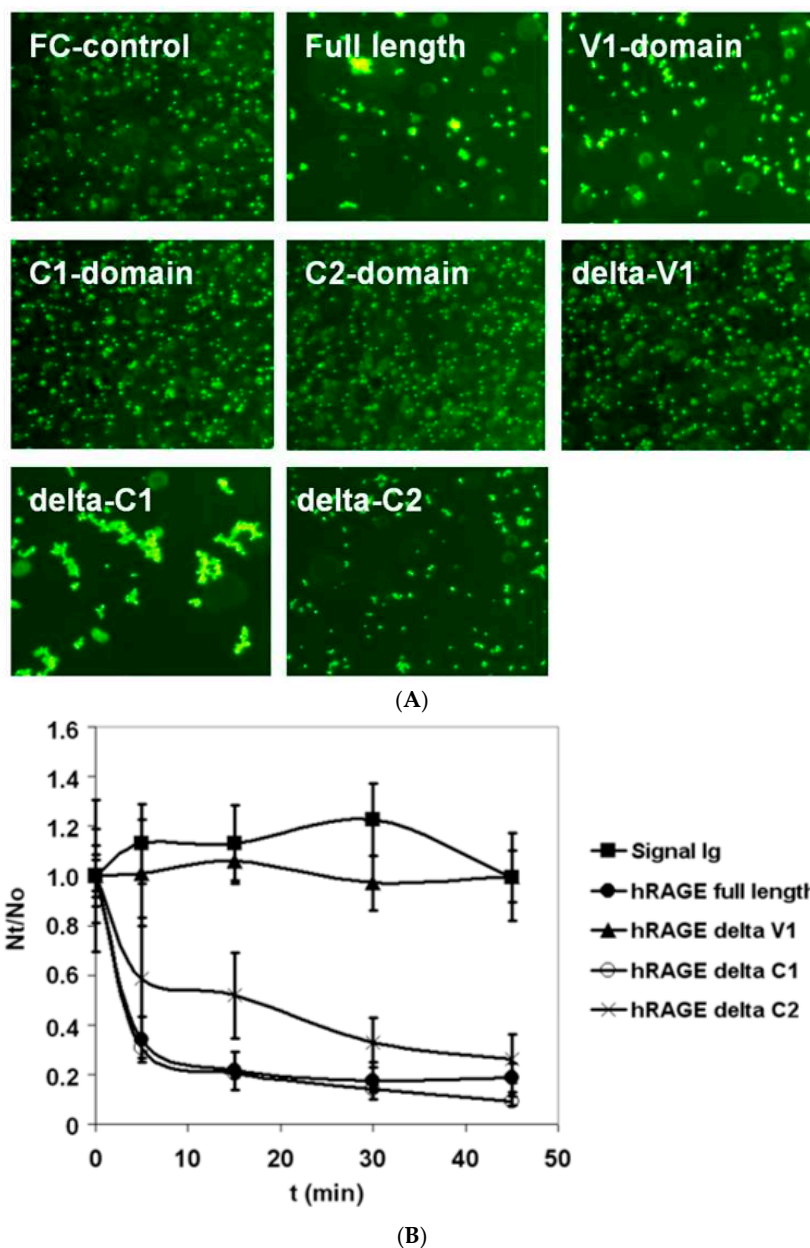 FC-control
Full length
V1-domain
C1-domain
C2-domain
delta-V1
delta-C1
delta-C2
(A)
1.6
1.4
1.2
1.0
0.8
0.6
0.4
0.2
0
Nt/No
0 10 20 30 40 50
t (min)
Signal Ig
hRAGE full length
hRAGE delta V1
hRAGE delta C1
hRAGE delta C2
(B)